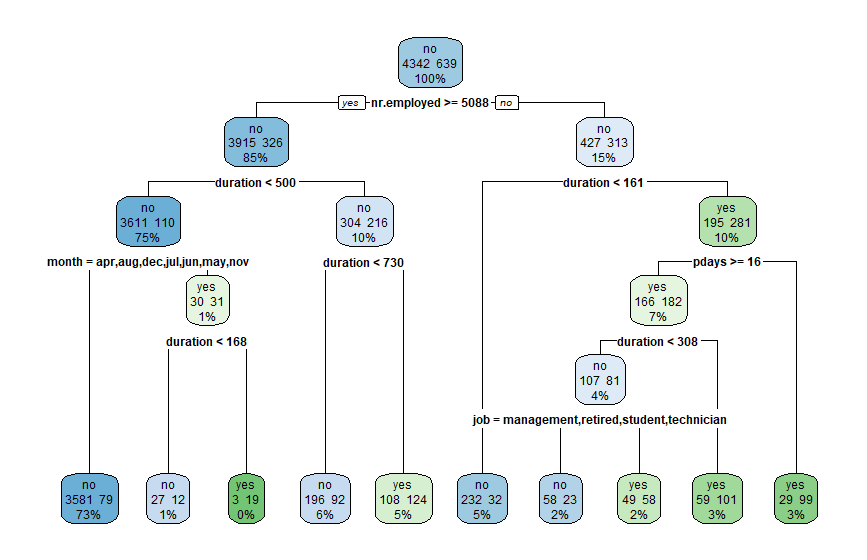 no
4342 639
100%
yes nr.employed >= 5088 no
no
3915 326
85%
no
427 313
15%
duration < 500
duration < 161
no
3611 110
75%
no
304 216
10%
yes
195 281
10%
month = apr,aug,dec,jul,jun,may,nov
duration < 730
pdays >= 16
yes
30 31
1%
yes
166 182
7%
duration < 168
duration < 308
no
107 81
4%
job = management,retired,student,technician
no
3581 79
73%
no
27 12
1%
yes
3 19
0%
no
196 92
6%
yes
108 124
5%
no
232 32
5%
no
58 23
2%
yes
49 58
2%
yes
59 101
3%
yes
29 99
3%